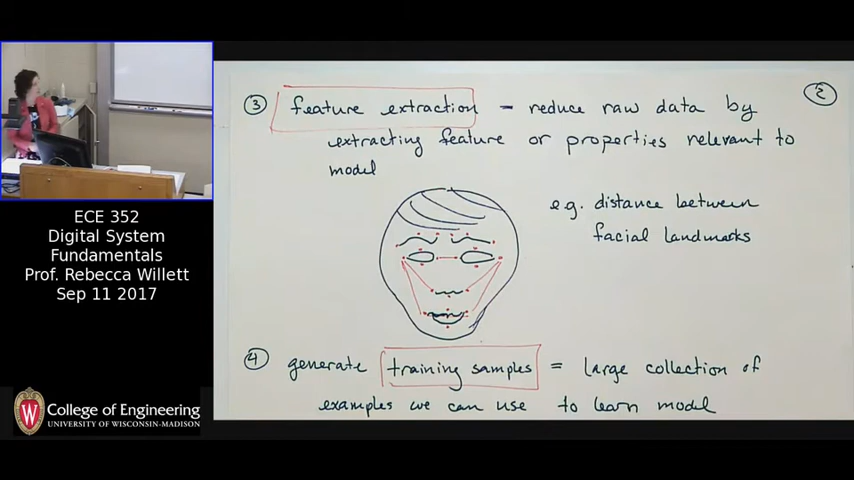 ECE 352
Digital System
Fundamentals
Prof. Rebecca Willett
Sep 11 2017
W
College of Engineering
UNIVERSITY OF WISCONSIN-MADISON
2
3 feature extraction - reduce raw data by
extracting feature or properties relevant to
model
e.g. distance between
facial landmarks
4 generate training samples = large collection of
examples we can use to learn model